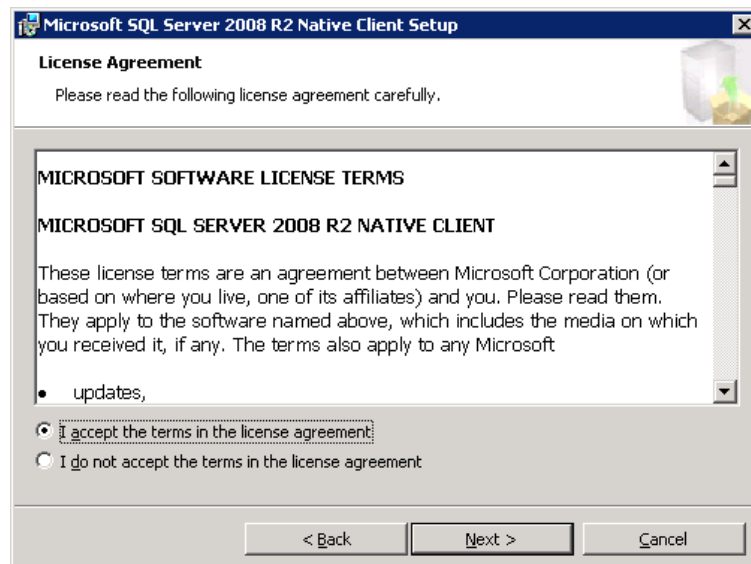 Microsoft SQL Server 2008 R2 Native Client Setup
License Agreement
Please read the following license agreement carefully.
MICROSOFT SOFTWARE LICENSE TERMS
MICROSOFT SQL SERVER 2008 R2 NATIVE CLIENT
These license terms are an agreement between Microsoft Corporation (or
based on where you live, one of its affiliates) and you. Please read them.
They apply to the software named above, which includes the media on which
you received it, if any. The terms also apply to any Microsoft
• updates,
I accept the terms in the license agreement
I do not accept the terms in the license agreement
< Back
Next >
Cancel